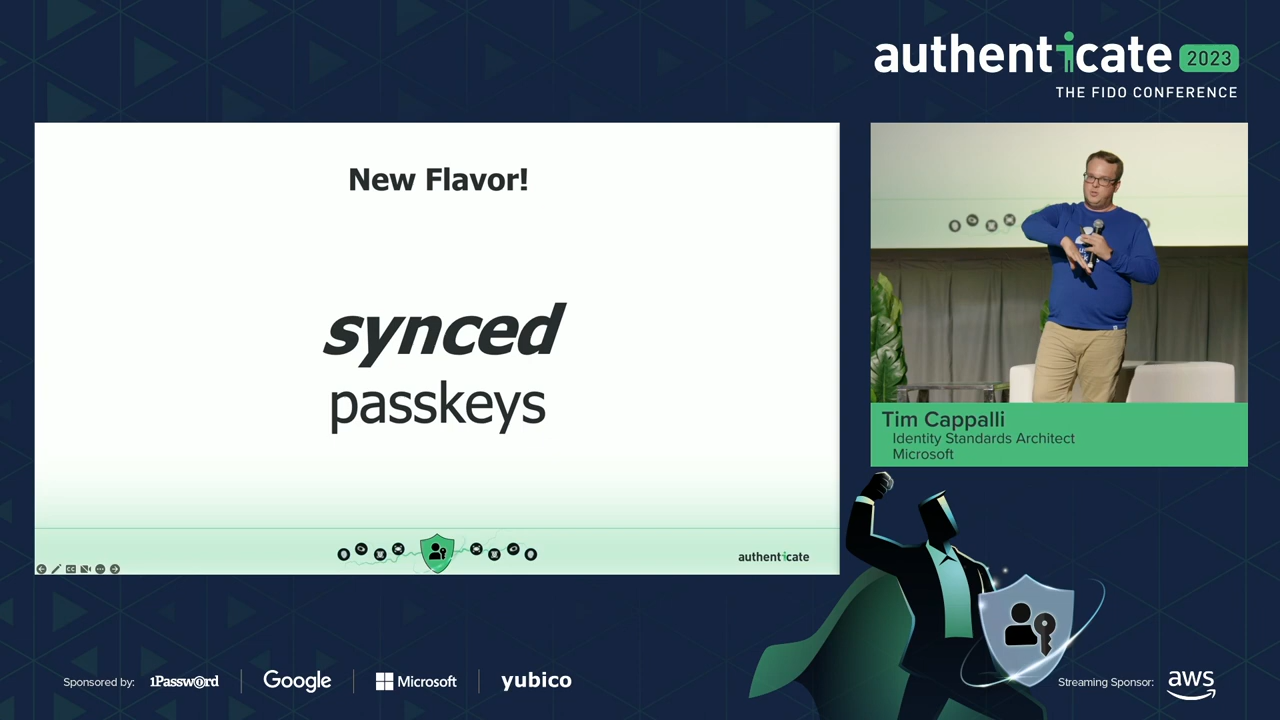 authenticate 2023
THE FIDO CONFERENCE
New Flavor!
synced
passkeys
authenticate
Tim Cappalli
Identity Standards Architect
Microsoft
Sponsored by:
1Password
Google
Microsoft
yubico
Streaming Sponsor:
aws